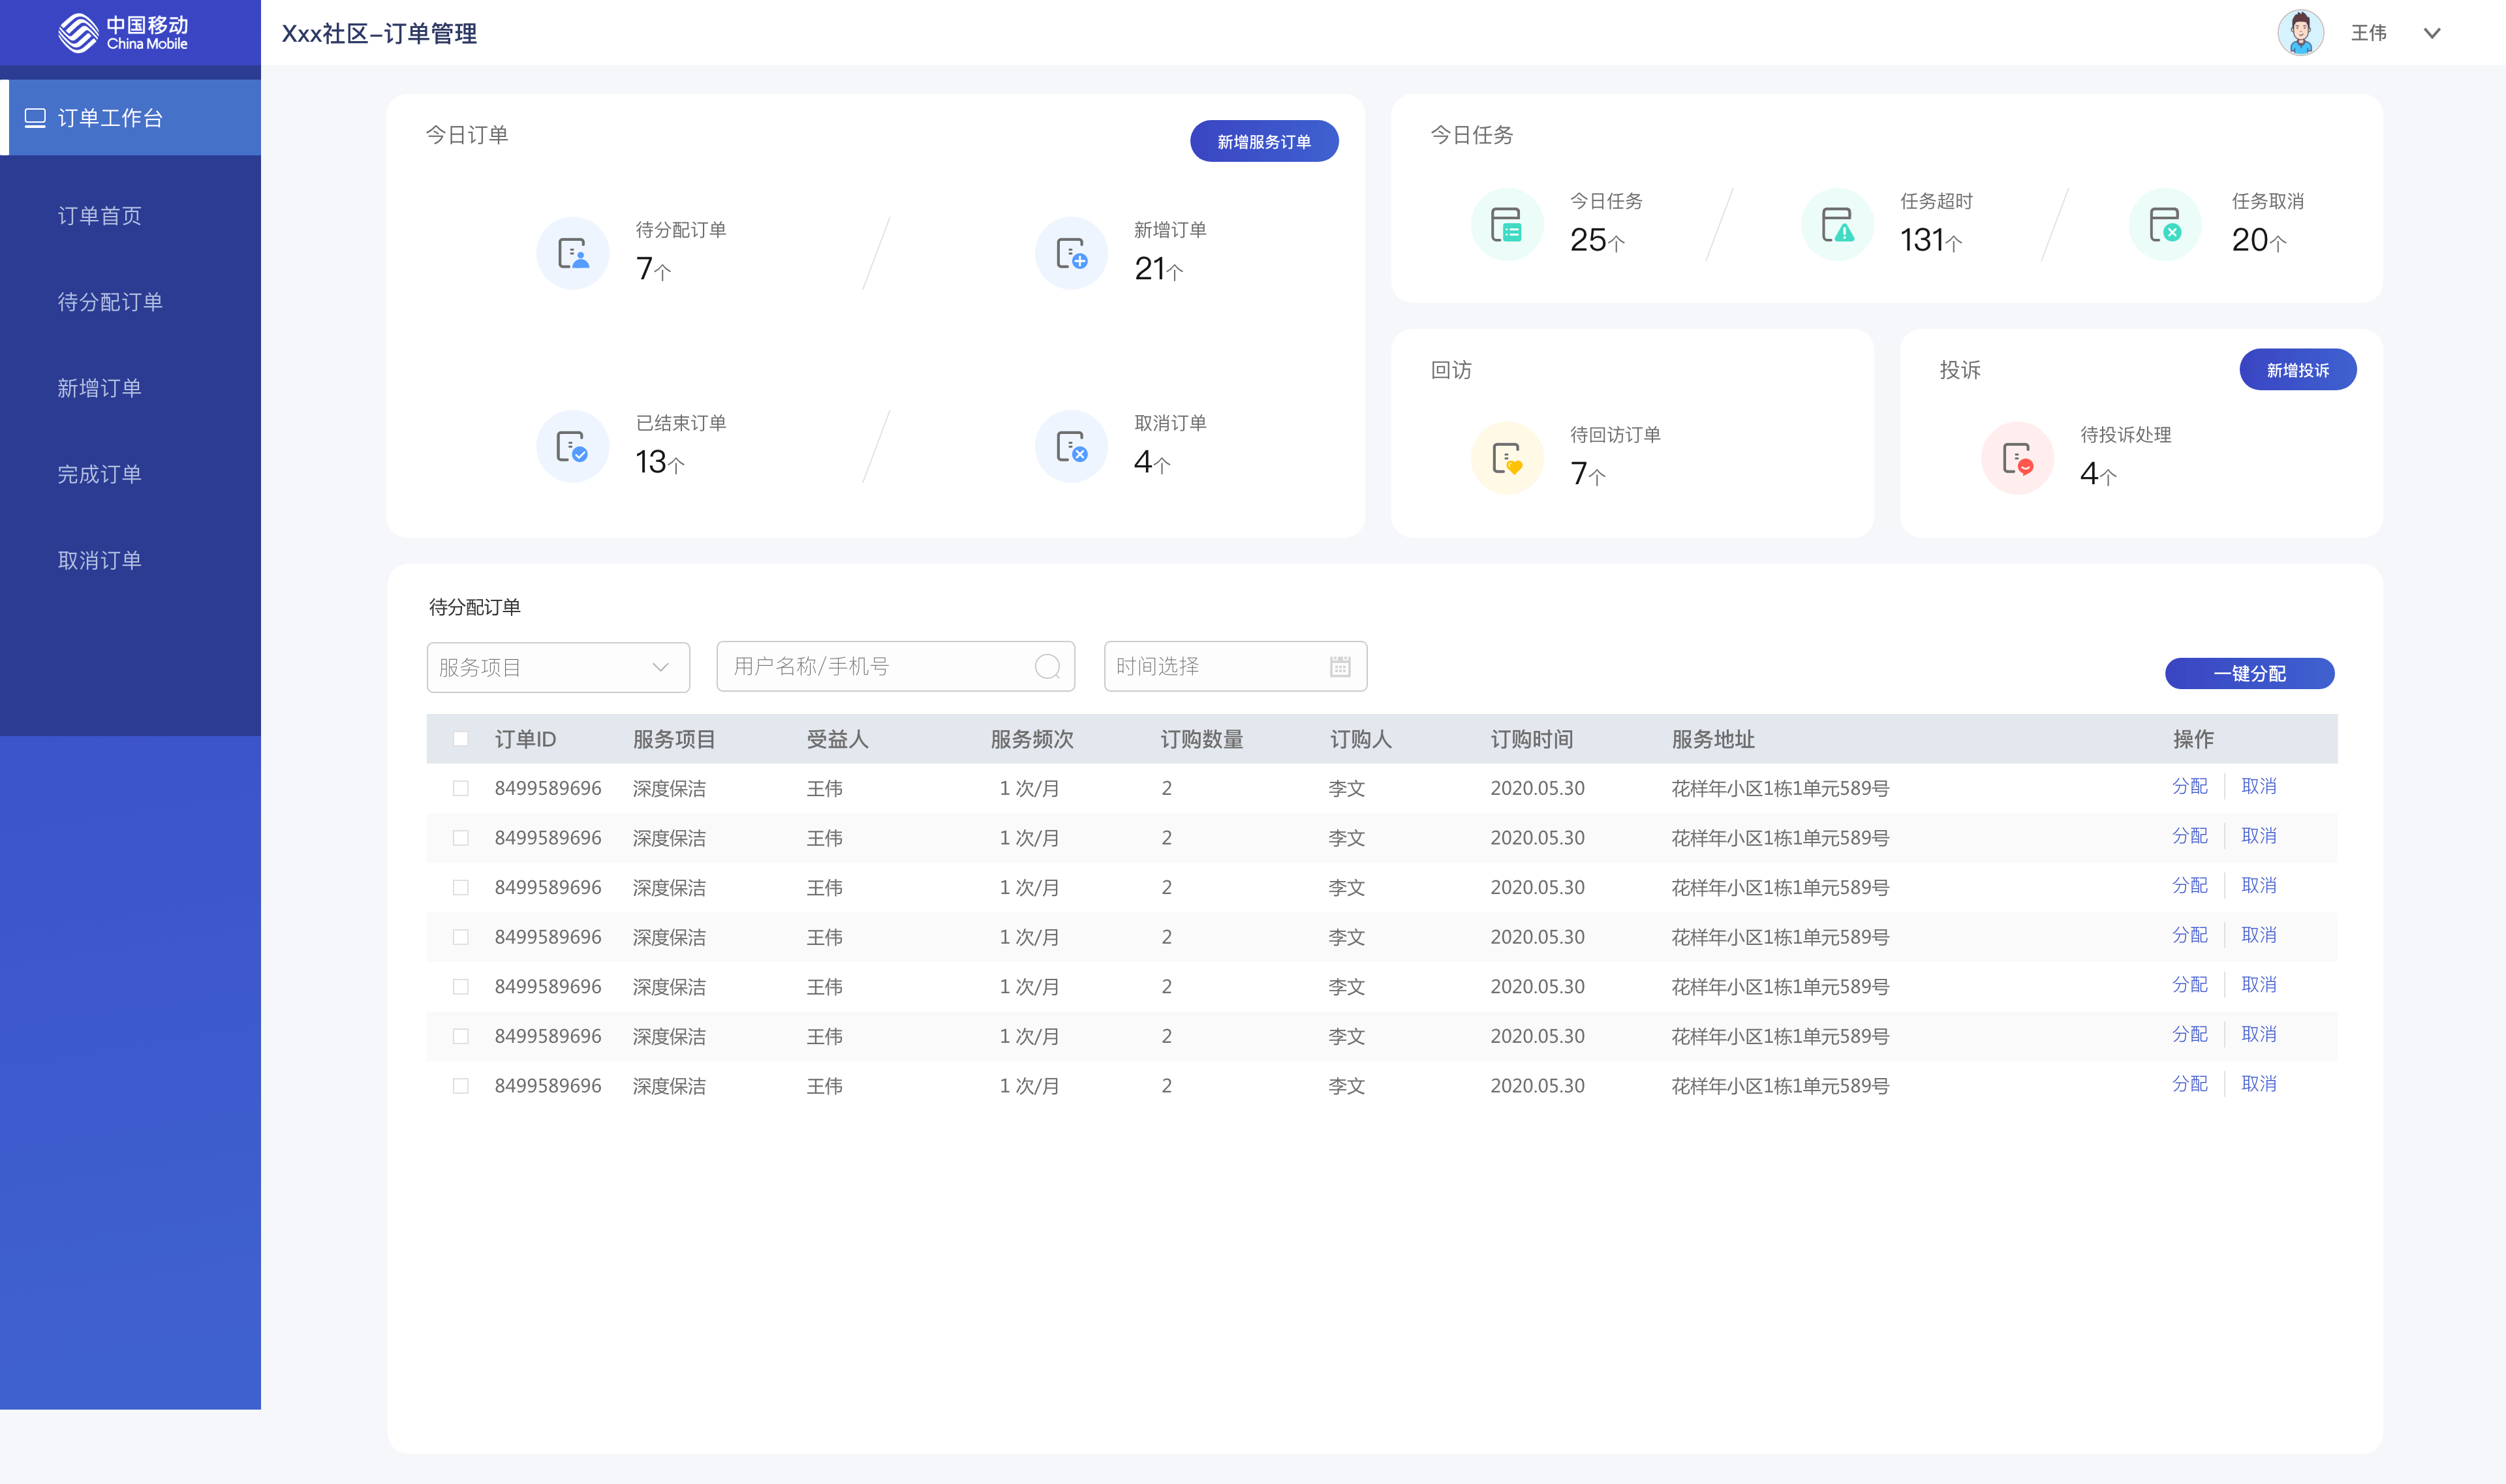 中国移动
China Mobile
Xxx社区-订单管理
王伟
订单工作台
订单首页
待分配订单
新增订单
完成订单
取消订单
今日订单
新增服务订单
待分配订单
7个
新增订单
21个
已结束订单
13个
取消订单
4个
今日任务
今日任务
25个
任务超时
131个
任务取消
20个
回访
待回访订单
7个
投诉
新增投诉
待投诉处理
4个
待分配订单
服务项目
用户名称/手机号
时间选择
一键分配
订单ID 服务项目 受益人 服务频次 订购数量 订购人 订购时间 服务地址 操作
8499589696 深度保洁 王伟 1 次/月 2 李文 2020.05.30 花样年小区1栋1单元589号 分配 取消
8499589696 深度保洁 王伟 1 次/月 2 李文 2020.05.30 花样年小区1栋1单元589号 分配 取消
8499589696 深度保洁 王伟 1 次/月 2 李文 2020.05.30 花样年小区1栋1单元589号 分配 取消
8499589696 深度保洁 王伟 1 次/月 2 李文 2020.05.30 花样年小区1栋1单元589号 分配 取消
8499589696 深度保洁 王伟 1 次/月 2 李文 2020.05.30 花样年小区1栋1单元589号 分配 取消
8499589696 深度保洁 王伟 1 次/月 2 李文 2020.05.30 花样年小区1栋1单元589号 分配 取消
8499589696 深度保洁 王伟 1 次/月 2 李文 2020.05.30 花样年小区1栋1单元589号 分配 取消